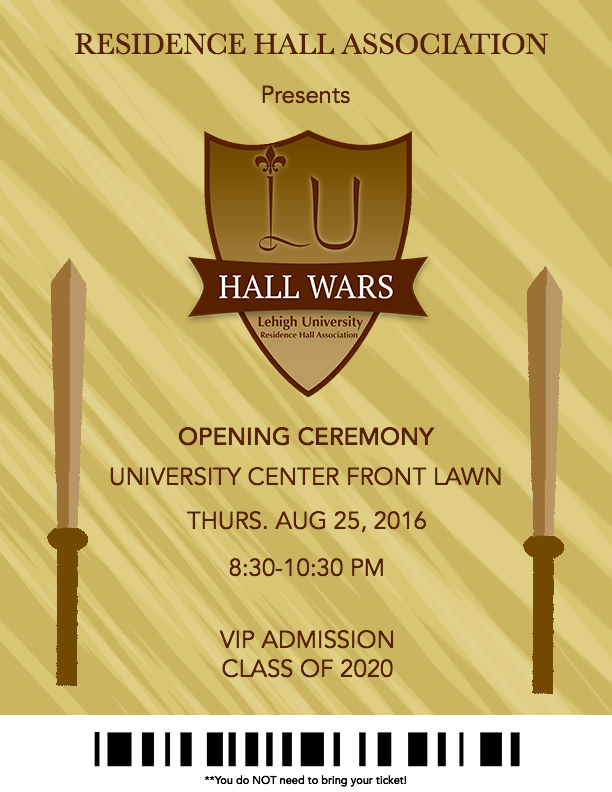 RESIDENCE HALL ASSOCIATION
Presents
LU
HALL WARS
Lehigh University
Residence Hall Association
OPENING CEREMONY
UNIVERSITY CENTER FRONT LAWN
THURS. AUG 25, 2016
8:30-10:30 PM
VIP ADMISSION
CLASS OF 2020
**You do NOT need to bring your ticket!